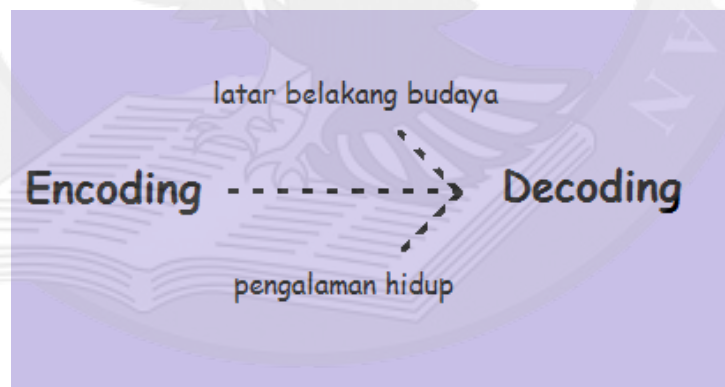 latar belakang budaya
Encoding
Decoding
pengalaman hidup